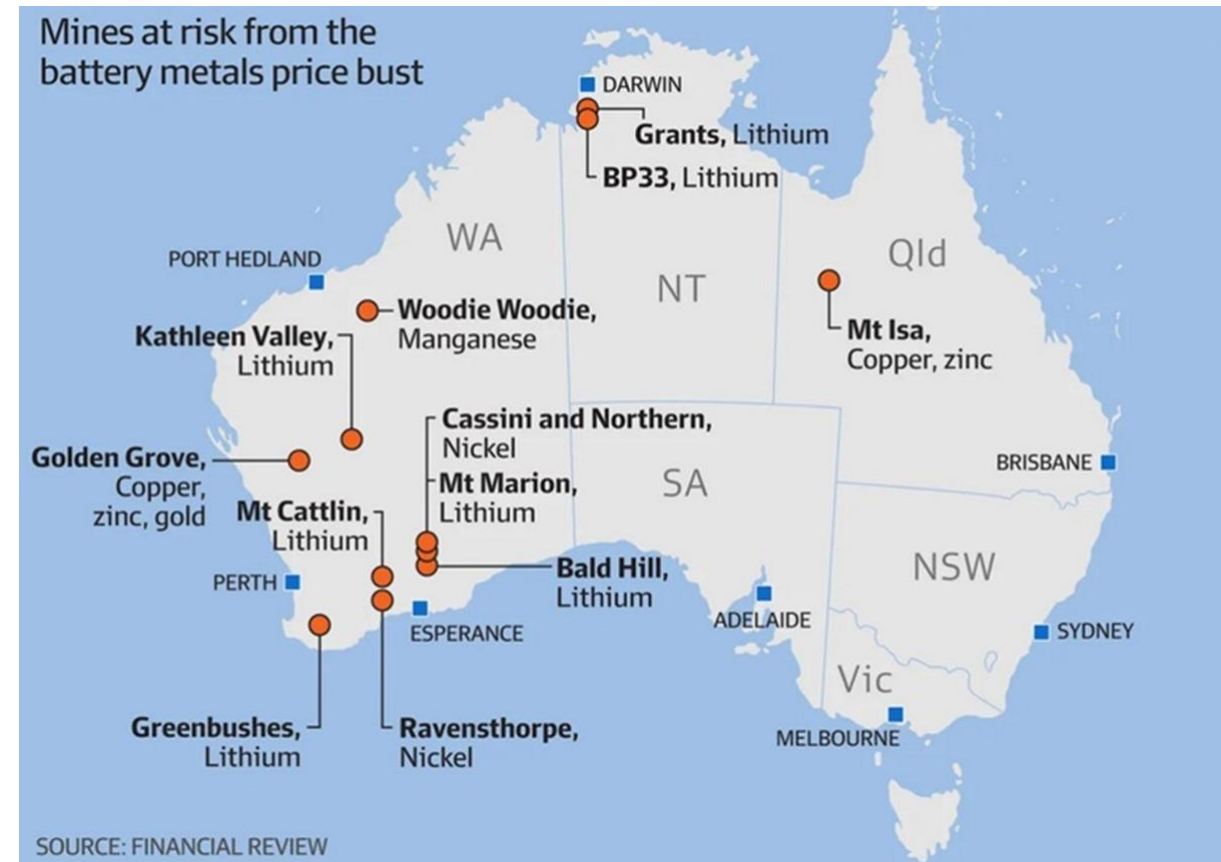 Mines at risk from the
battery metals price bust
DARWIN
Grants, Lithium
BP33, Lithium
WA
PORT HEDLAND
NT
Qld
Woodie Woodie,
Manganese
Kathleen Valley,
Lithium
Mt Isa,
Copper, zinc
Cassini and Northern,
Nickel
Golden Grove,
Copper,
zinc, gold
Mt Marion,
Lithium
SA
BRISBANE
Mt Cattlin,
Lithium
PERTH
Bald Hill,
Lithium
NSW
ESPERANCE
ADELAIDE
SYDNEY
Vic
Greenbushes,
Lithium
Ravensthorpe,
Nickel
MELBOURNE
SOURCE: FINANCIAL REVIEW